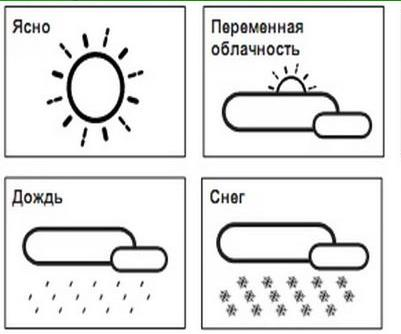 Ясно
Переменная
облачность
Дождь
Снег